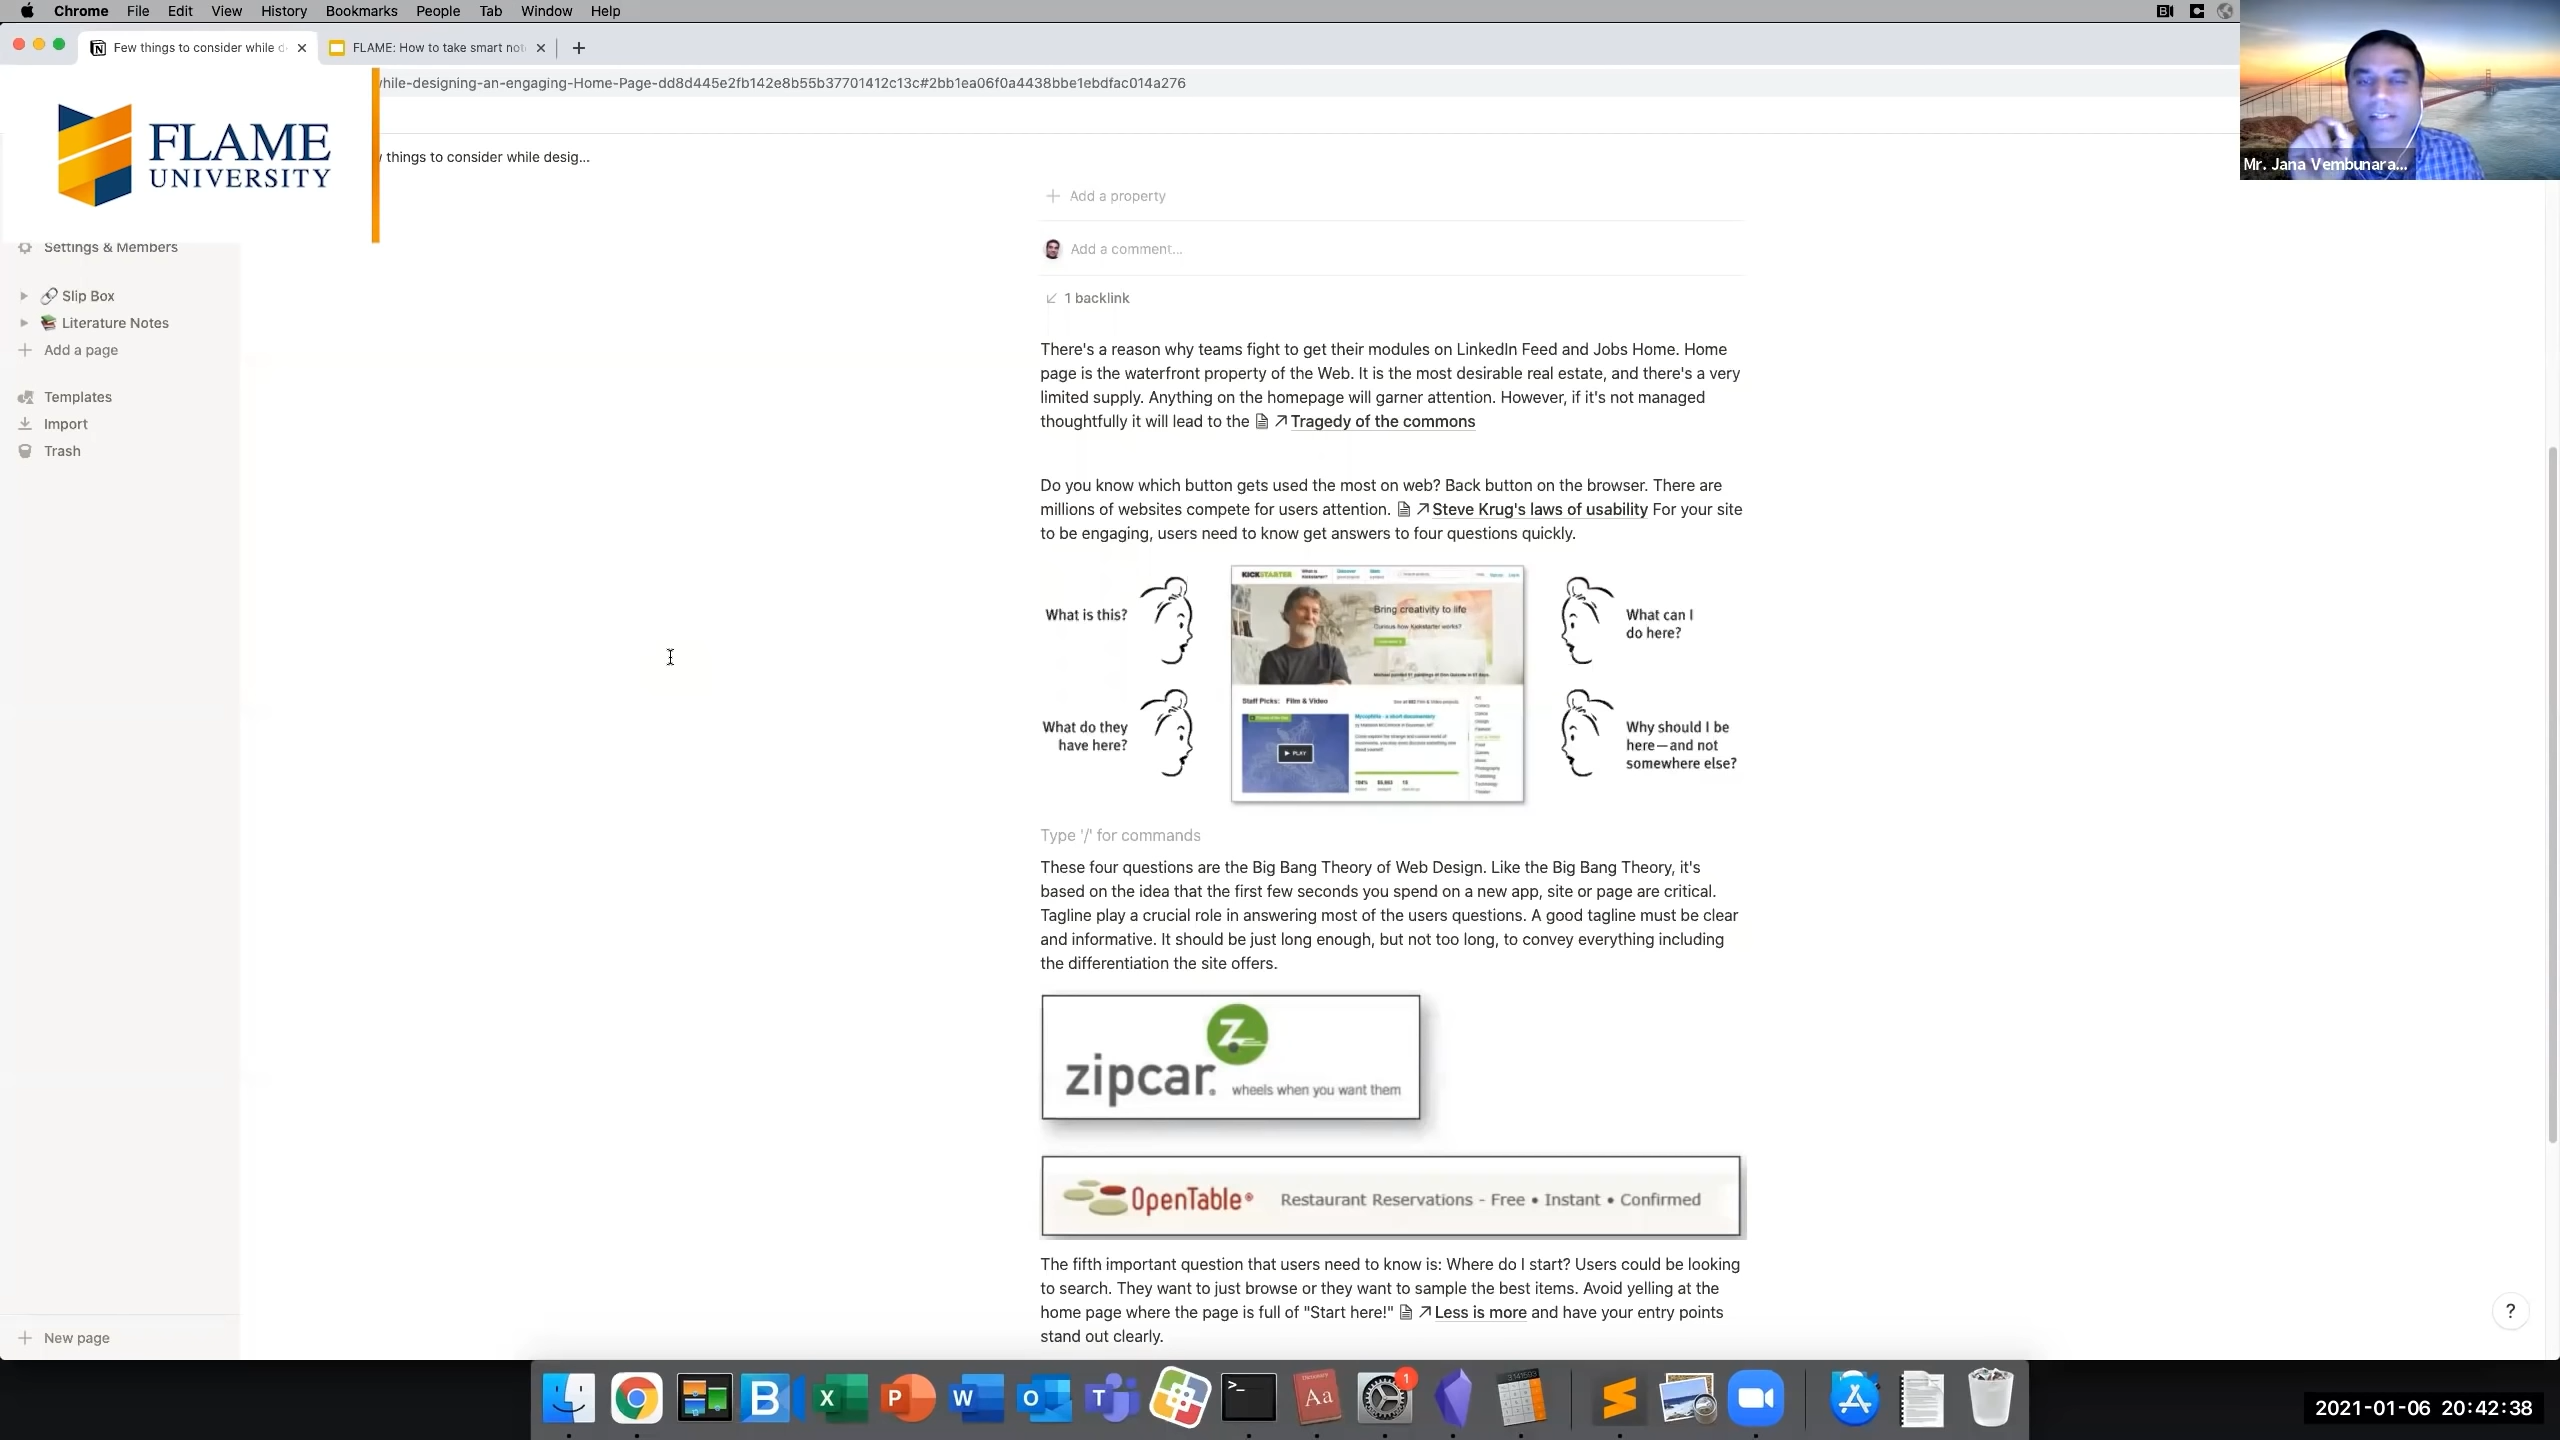 Chrome File Edit View History Bookmarks People Tab Window Help
Few things to consider while d
FLAME: How to take smart not
hile-designing-an-engaging-Home-Page-dd8d445e2fb142e8b55b37701412c13c#2bb1ea06f0a4438bbe1ebdfac014a276
FLAME
UNIVERSITY
Mr. Jana Vembunara...
things to consider while desig...
Settings & Members
Slip Box
Literature Notes
Add a page
Templates
Import
Trash
New page
Add a property
Add a comment...
1 backlink
There's a reason why teams fight to get their modules on LinkedIn Feed and Jobs Home. Home
page is the waterfront property of the Web. It is the most desirable real estate, and there's a very
limited supply. Anything on the homepage will garner attention. However, if it's not managed
thoughtfully it will lead to the Tragedy of the commons
Do you know which button gets used the most on web? Back button on the browser. There are
millions of websites compete for users attention. Steve Krug's laws of usability For your site
to be engaging, users need to know get answers to four questions quickly.
What is this?
What do they
have here?
KICKSTARTER
Bring creativity to life
Curious how Kickstarter works?
Staff Picks: Film & Video
PLAY
What can I
do here?
Why should I be
here—and not
somewhere else?
Type '/' for commands
These four questions are the Big Bang Theory of Web Design. Like the Big Bang Theory, it's
based on the idea that the first few seconds you spend on a new app, site or page are critical.
Tagline play a crucial role in answering most of the users questions. A good tagline must be clear
and informative. It should be just long enough, but not too long, to convey everything including
the differentiation the site offers.
Z
zipcar. wheels when you want them
OpenTable® Restaurant Reservations - Free • Instant • Confirmed
The fifth important question that users need to know is: Where do I start? Users could be looking
to search. They want to just browse or they want to sample the best items. Avoid yelling at the
home page where the page is full of "Start here!" Less is more and have your entry points
stand out clearly.
?
2021-01-06 20:42:38